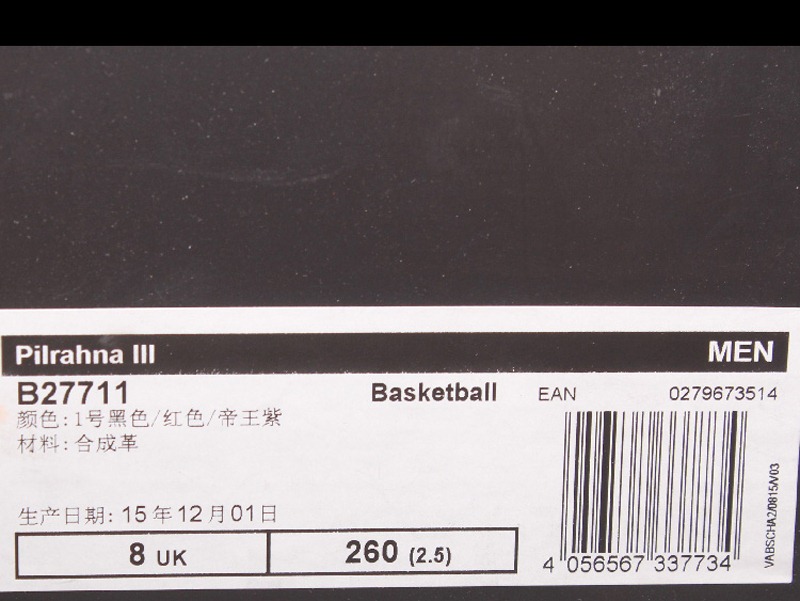 Pilrahna III MEN
B27711 Basketball EAN 0279673514
颜色:1号黑色/红色/帝王紫
材料:合成革
生产日期: 15年12月01日
8 UK 260 (2.5)
4 056567 337734
VABSCHA2/0815/V03